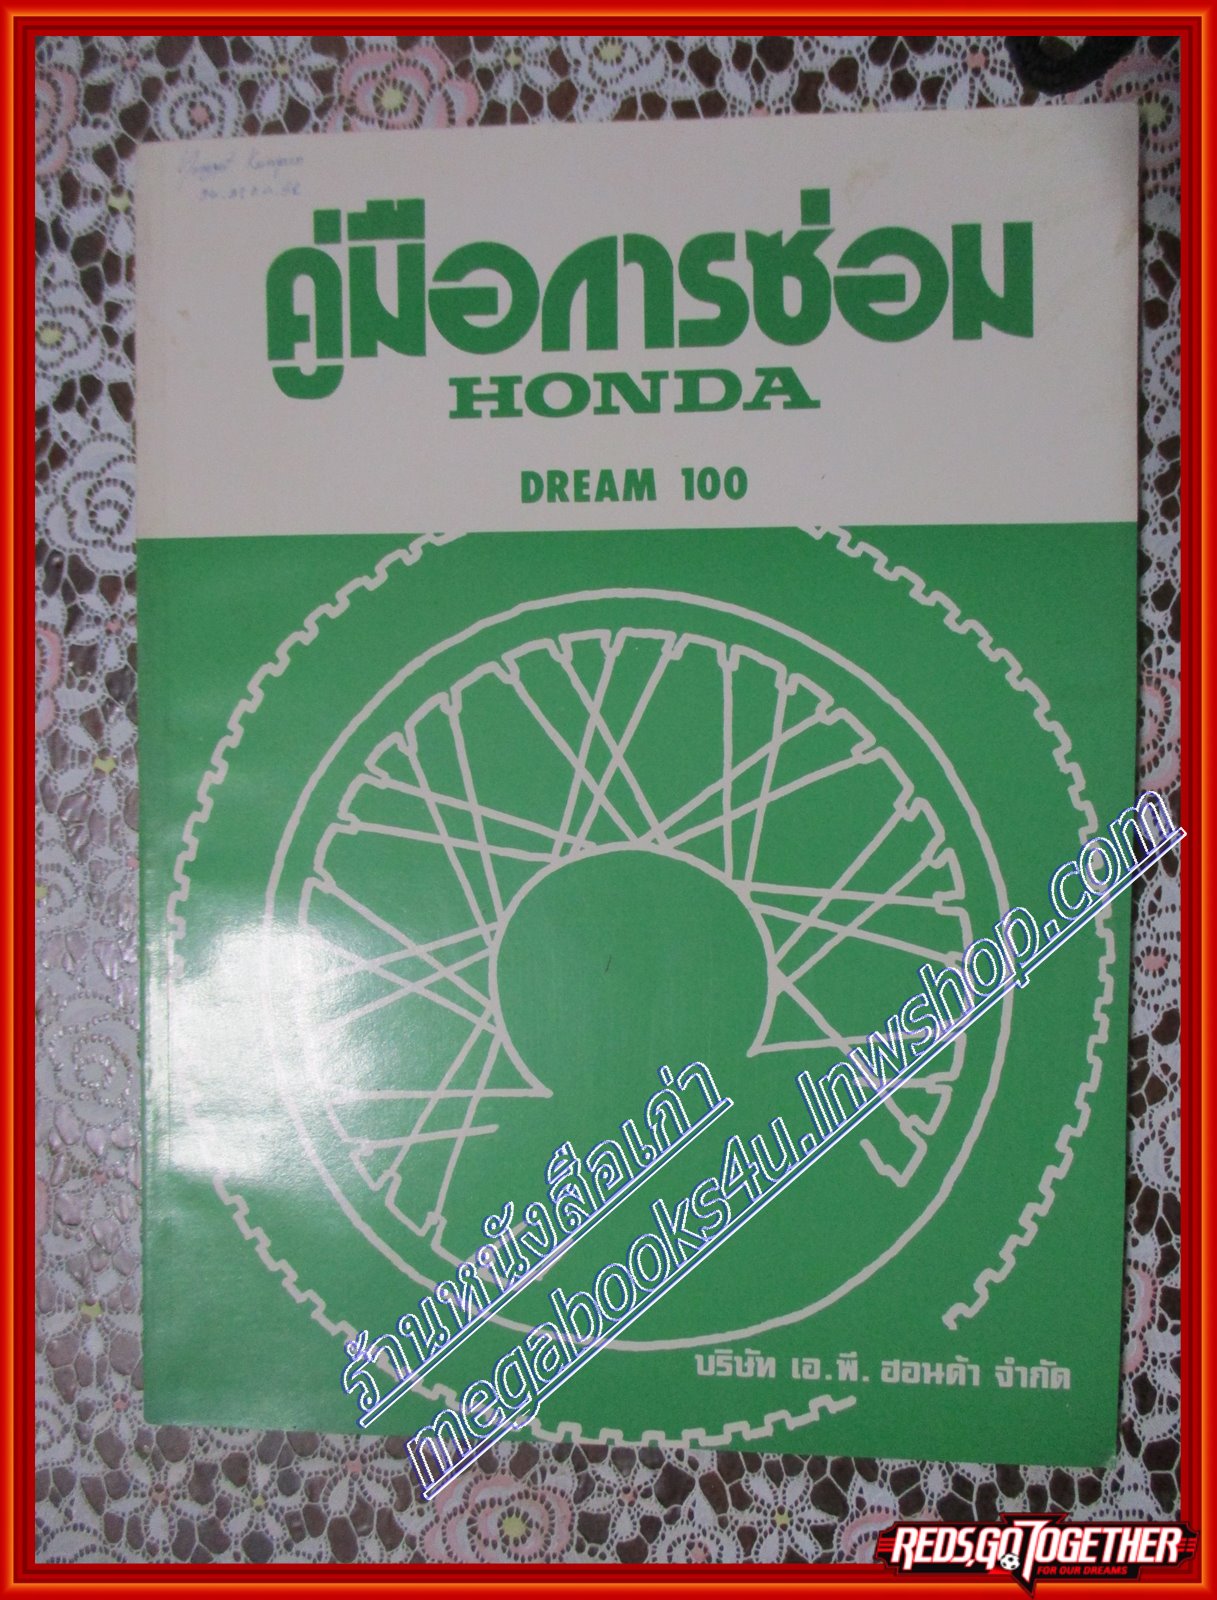 คู่มือการซ่อม
HONDA
DREAM 100
ร้านหนังสือเก่า
megabooks4u.lnwshop.com
บริษัท เอ.พี. ฮอนด้า จำกัด
REDS,GO TOGETHER
FOR OUR DREAMS